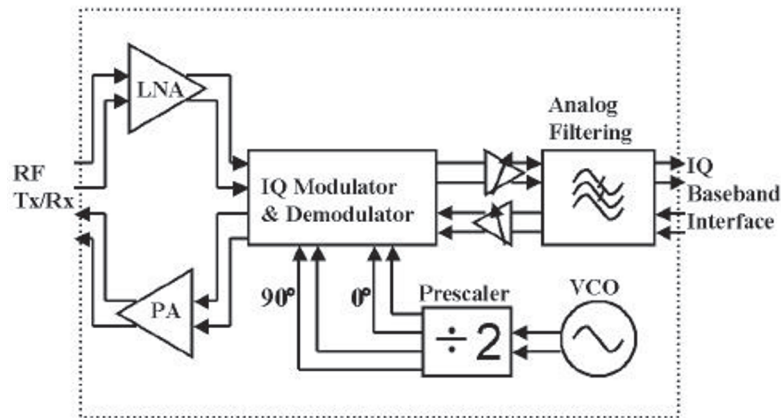 LNA
Analog
Filtering
RF
Tx/Rx
IQ Modulator
& Demodulator
IQ
Baseband
Interface
PA
90°
0°
Prescaler
÷ 2
VCO